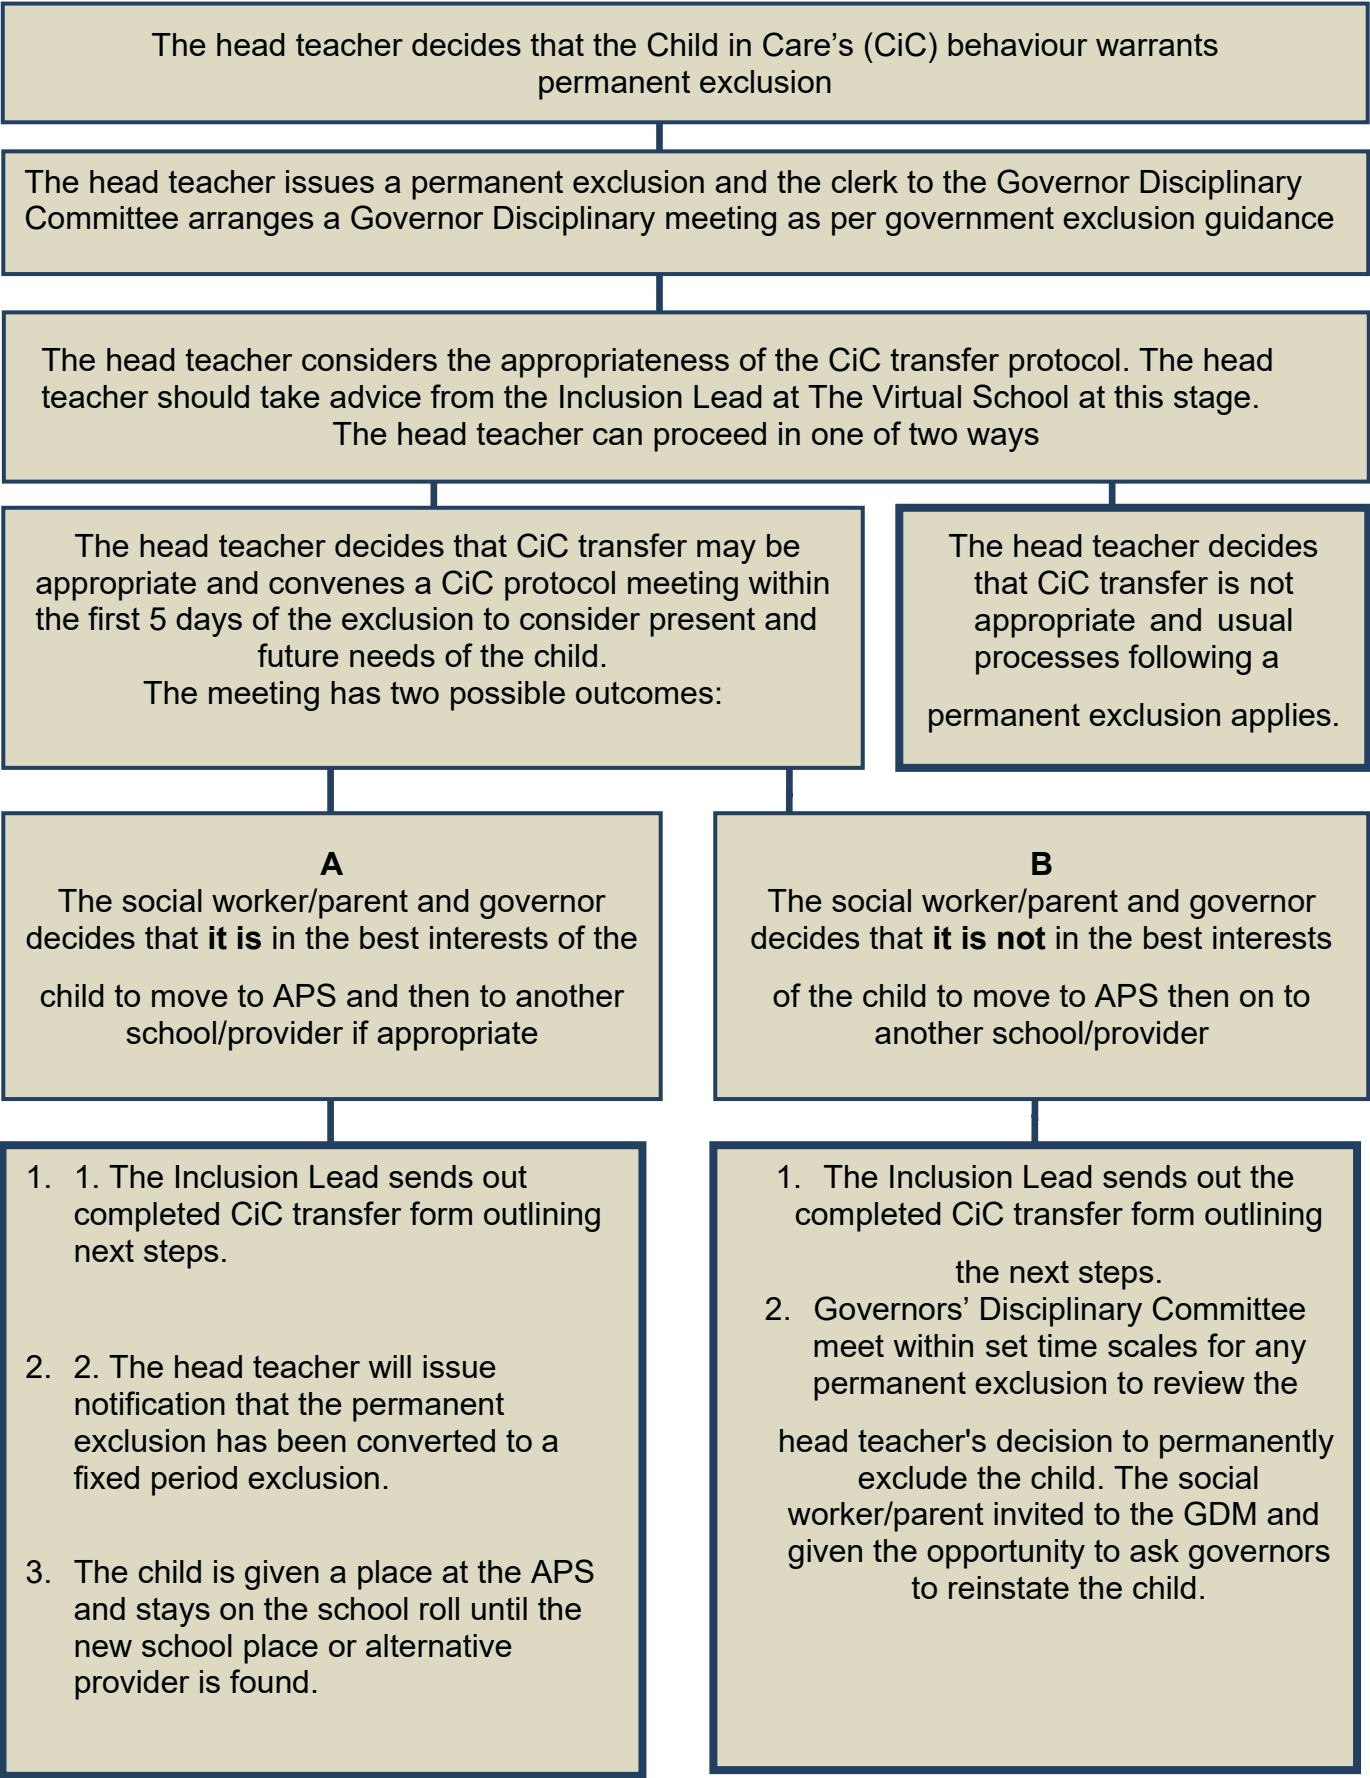 The head teacher decides that the Child in Care’s (CiC) behaviour warrants
permanent exclusion
The head teacher issues a permanent exclusion and the clerk to the Governor Disciplinary
Committee arranges a Governor Disciplinary meeting as per government exclusion guidance
The head teacher considers the appropriateness of the CiC transfer protocol. The head
teacher should take advice from the Inclusion Lead at The Virtual School at this stage.
The head teacher can proceed in one of two ways
The head teacher decides that CiC transfer may be
appropriate and convenes a CiC protocol meeting within
the first 5 days of the exclusion to consider present and
future needs of the child.
The meeting has two possible outcomes:
The head teacher decides
that CiC transfer is not
appropriate and usual
processes following a
permanent exclusion applies.
A
The social worker/parent and governor
decides that it is in the best interests of the
child to move to APS and then to another
school/provider if appropriate
B
The social worker/parent and governor
decides that it is not in the best interests
of the child to move to APS then on to
another school/provider
1. 1. The Inclusion Lead sends out
completed CiC transfer form outlining
next steps.
2. 2. The head teacher will issue
notification that the permanent
exclusion has been converted to a
fixed period exclusion.
3. The child is given a place at the APS
and stays on the school roll until the
new school place or alternative
provider is found.
1. The Inclusion Lead sends out the
completed CiC transfer form outlining
the next steps.
2. Governors’ Disciplinary Committee
meet within set time scales for any
permanent exclusion to review the
head teacher's decision to permanently
exclude the child. The social
worker/parent invited to the GDM and
given the opportunity to ask governors
to reinstate the child.